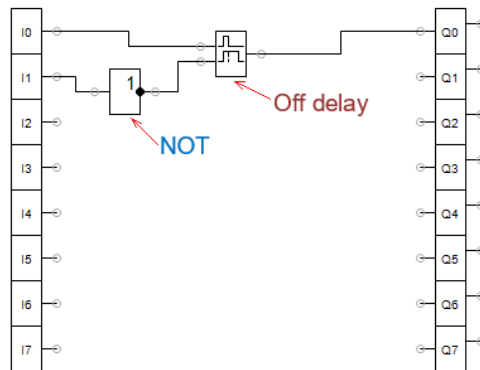 I0 Q0
I1 1 Q1
Off delay
I2 Q2
NOT
I3 Q3
I4 Q4
I5 Q5
I6 Q6
I7 Q7